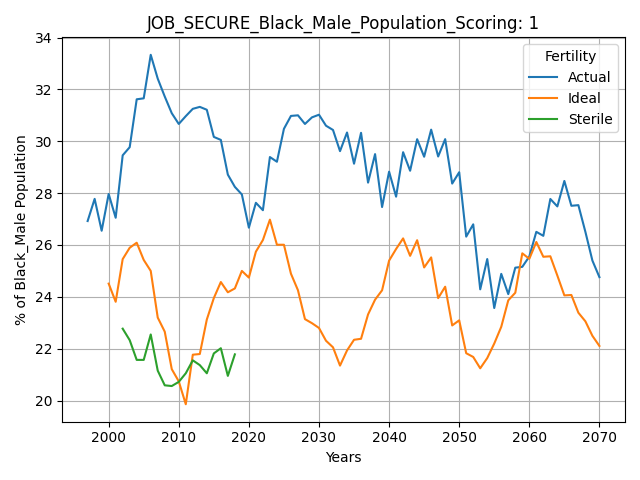 JOB_SECURE_Black_Male_Population_Scoring: 1
Fertility
Actual
Ideal
Sterile
% of Black_Male Population
34
32
30
28
26
24
22
20
2000 2010 2020 2030 2040 2050 2060 2070
Years